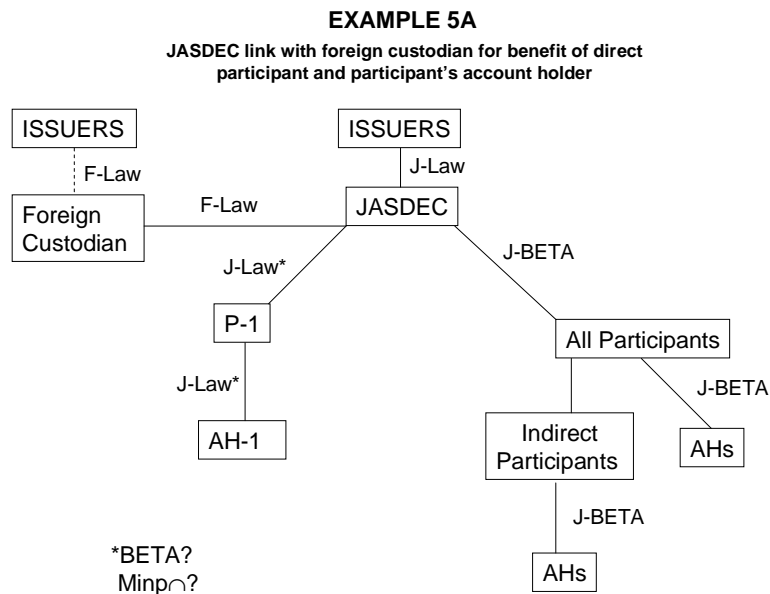 EXAMPLE 5A
JASDEC link with foreign custodian for benefit of direct
participant and participant's account holder
ISSUERS
ISSUERS
F-Law
J-Law
Foreign
Custodian
F-Law
JASDEC
J-Law*
J-BETA
P-1
All Participants
J-Law*
J-BETA
AH-1
Indirect
Participants
AHs
J-BETA
*BETA?
Minp∩?
AHs